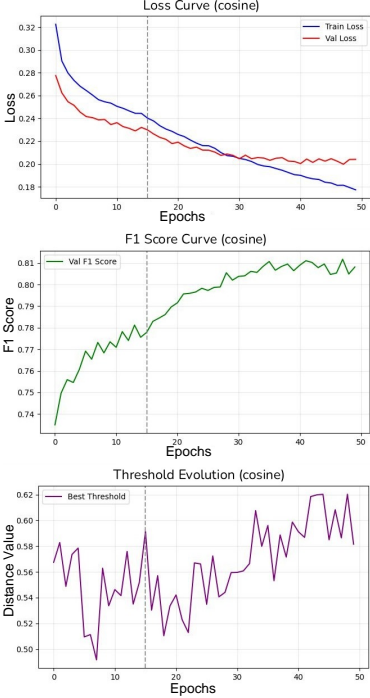 Loss Curve (cosine)
Train Loss
Val Loss
0.32
0.30
0.28
0.26
0.24
0.22
0.20
0.18
Loss
0 10 20 30 40 50
Epochs
F1 Score Curve (cosine)
Val F1 Score
0.81
0.80
0.79
0.78
0.77
0.76
0.75
0.74
F1 Score
0 10 20 30 40 50
Epochs
Threshold Evolution (cosine)
Best Threshold
0.62
0.60
0.58
0.56
0.54
0.52
0.50
Distance Value
0 10 20 30 40 50
Epochs